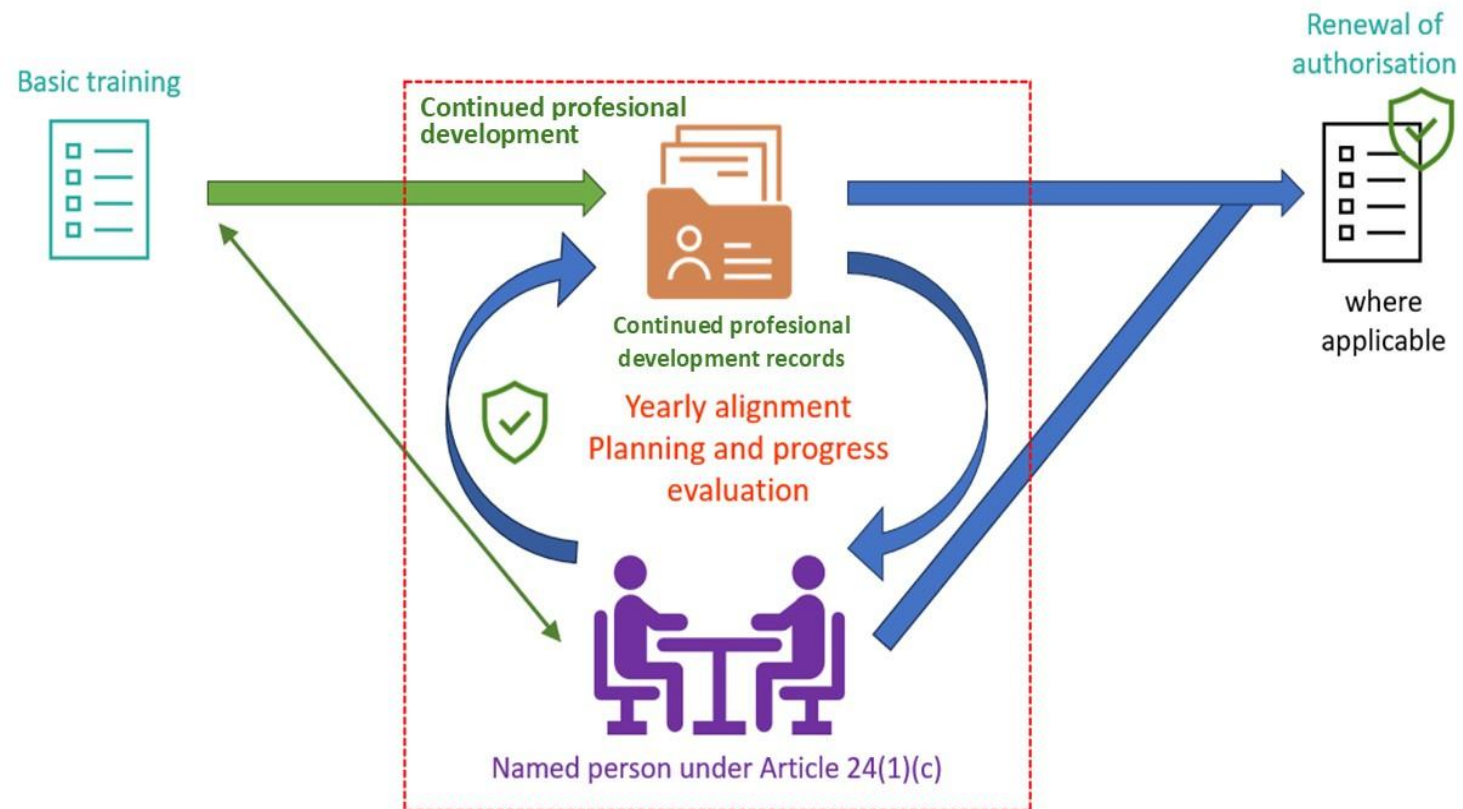 Basic training
Continued profesional
development
Renewal of
authorisation
where
applicable
Continued profesional
development records
Yearly alignment
Planning and progress
evaluation
Named person under Article 24(1)(c)